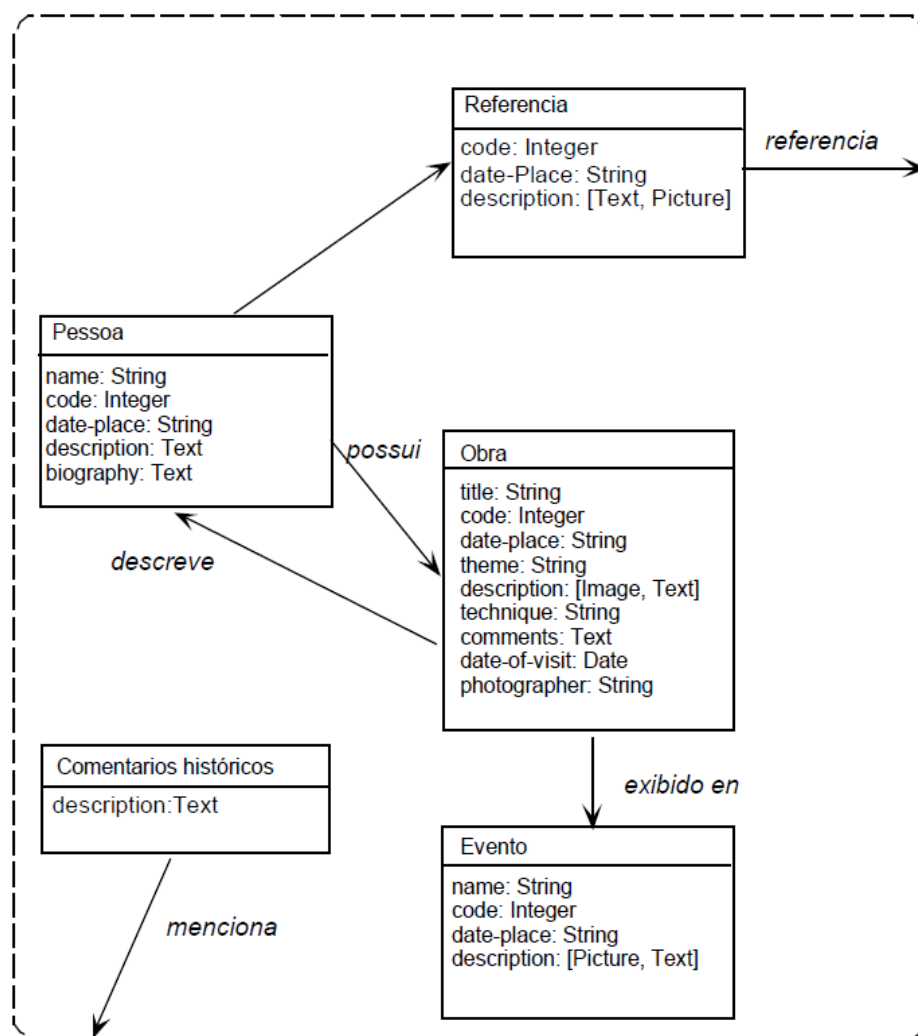 Referencia
code: Integer
date-Place: String
description: [Text, Picture]
referencia
Pessoa
name: String
code: Integer
date-place: String
description: Text
biography: Text
possui
Obra
title: String
code: Integer
date-place: String
theme: String
description: [Image, Text]
technique: String
comments: Text
date-of-visit: Date
photographer: String
descreve
Comentarios históricos
description:Text
menciona
exibido en
Evento
name: String
code: Integer
date-place: String
description: [Picture, Text]